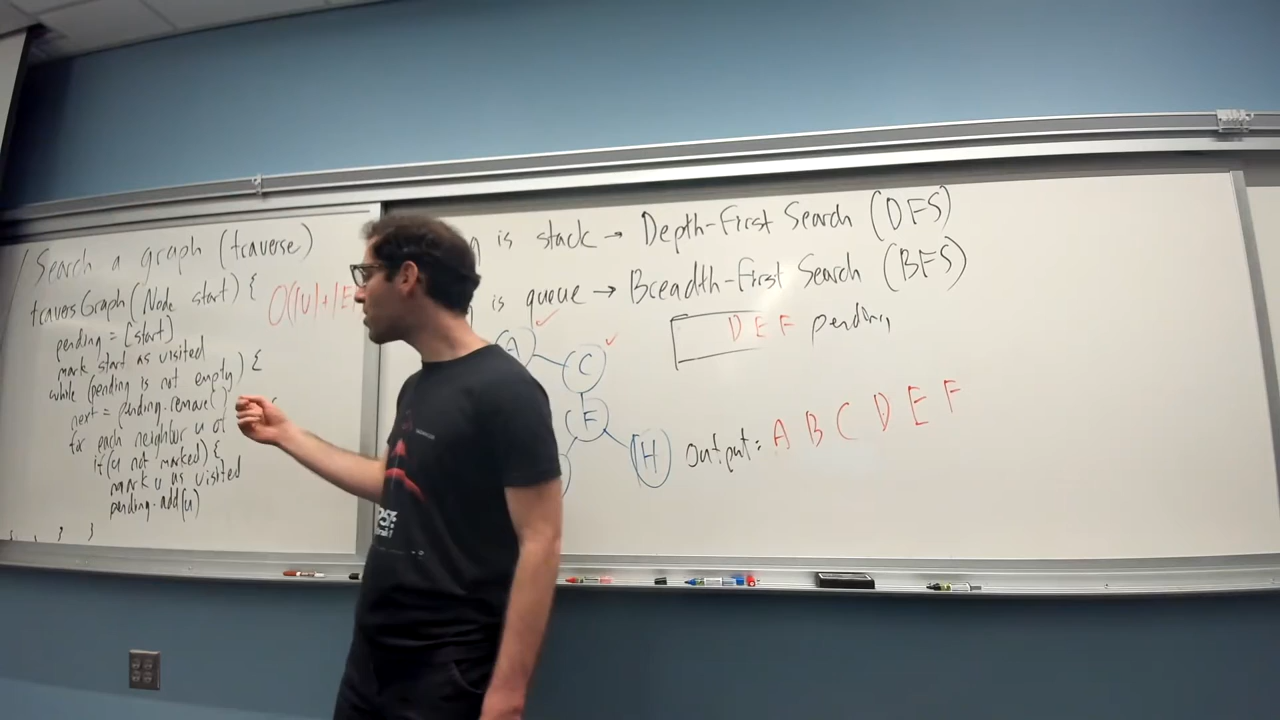 Search a graph (traverse)
traversGraph(Node start) {
pending = [start]
mark start as visited
while (pending is not empty) {
next = pending.remove()
for each neighbor u of {
if(u not marked) {
mark u as visited
pending.add(u)
} }
O(|V|+|E|
is stack → Depth-First Search (DFS)
is queue → Breadth-First Search (BFS)
D E F pending
A
C
F
H
output: A B C D E F